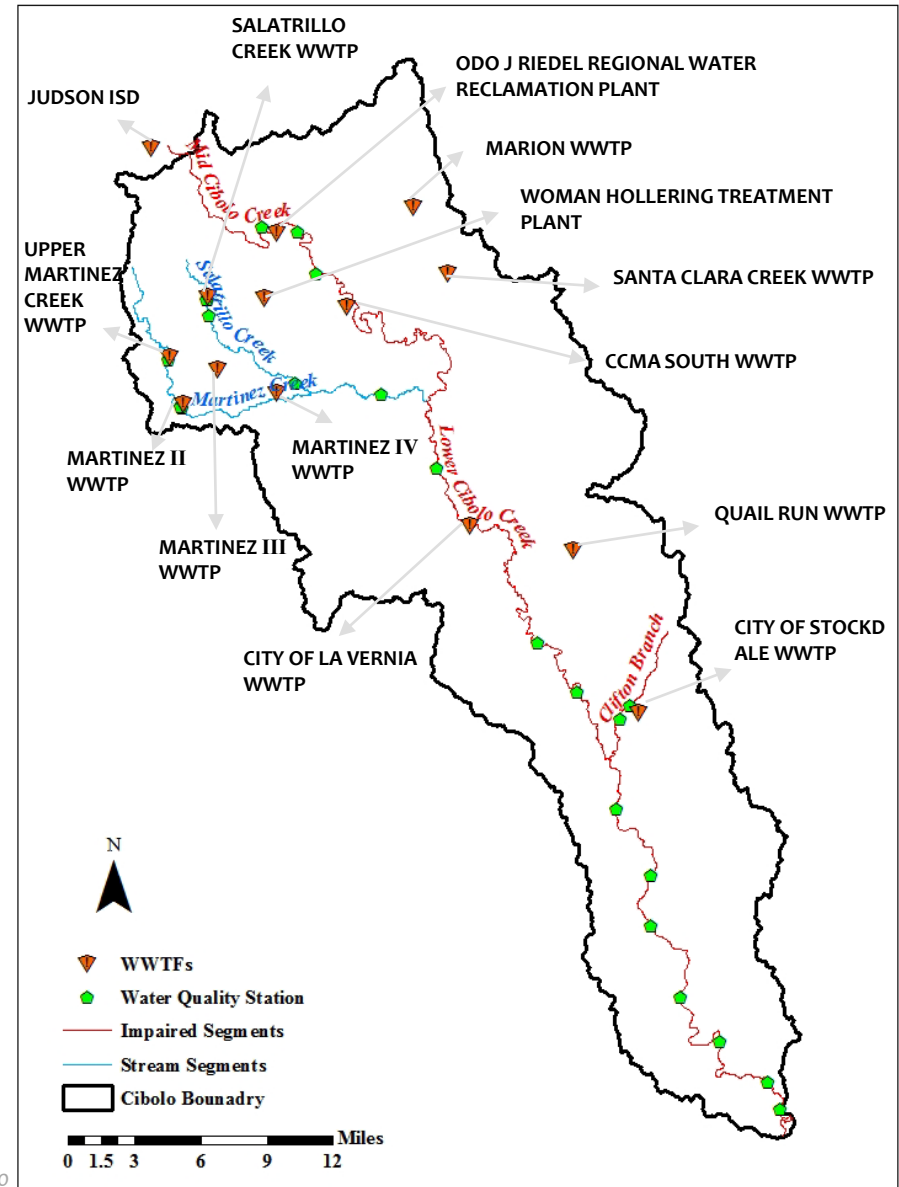 SALATRILLO
CREEK WWTP
ODO J RIEDEL REGIONAL WATER
RECLAMATION PLANT
JUDSON ISD
MARION WWTP
Mid Cibolo Creek
WOMAN HOLLERING TREATMENT
PLANT
UPPER
MARTINEZ
CREEK
WWTP
Salatrillo Creek
SANTA CLARA CREEK WWTP
CCMA SOUTH WWTP
Martinez Creek
MARTINEZ II
WWTP
MARTINEZ IV
WWTP
Lower Cibolo Creek
MARTINEZ III
WWTP
QUAIL RUN WWTP
CITY OF LA VERNIA
WWTP
Clifton Branch
CITY OF STOCKD
ALE WWTP
N
WWTFs
Water Quality Station
Impaired Segments
Stream Segments
Cibolo Bounadry
Miles
0 1.5 3 6 9 12